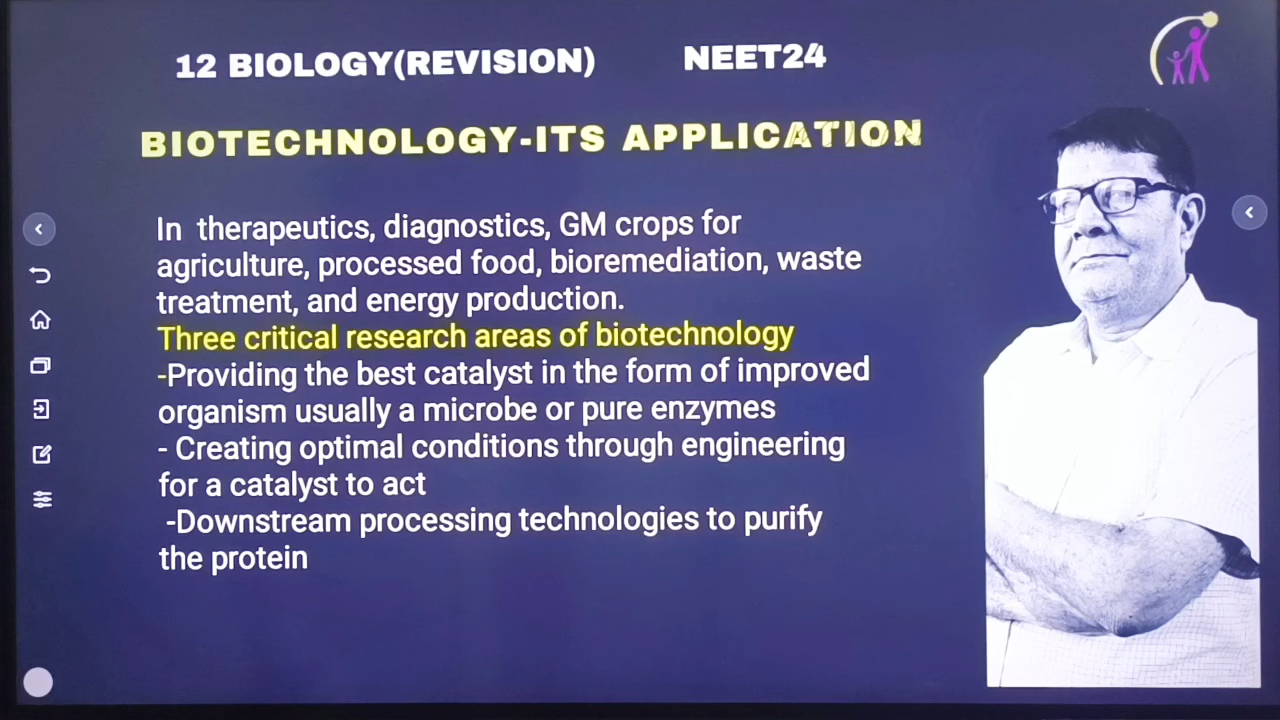 12 BIOLOGY(REVISION) NEET24
BIOTECHNOLOGY-ITS APPLICATION
In therapeutics, diagnostics, GM crops for
agriculture, processed food, bioremediation, waste
treatment, and energy production.
Three critical research areas of biotechnology
-Providing the best catalyst in the form of improved
organism usually a microbe or pure enzymes
- Creating optimal conditions through engineering
for a catalyst to act
-Downstream processing technologies to purify
the protein